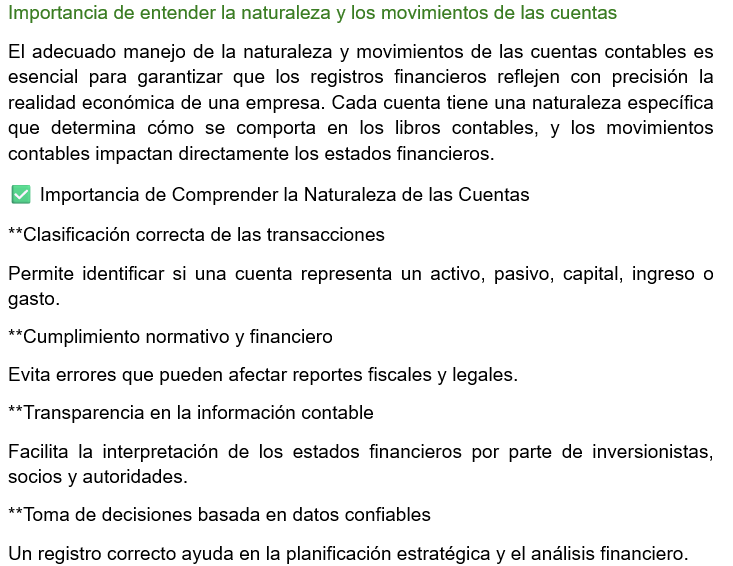 Importancia de entender la naturaleza y los movimientos de las cuentas
El adecuado manejo de la naturaleza y movimientos de las cuentas contables es
esencial para garantizar que los registros financieros reflejen con precisión la
realidad económica de una empresa. Cada cuenta tiene una naturaleza específica
que determina cómo se comporta en los libros contables, y los movimientos
contables impactan directamente los estados financieros.
✅ Importancia de Comprender la Naturaleza de las Cuentas
**Clasificación correcta de las transacciones
Permite identificar si una cuenta representa un activo, pasivo, capital, ingreso o
gasto.
**Cumplimiento normativo y financiero
Evita errores que pueden afectar reportes fiscales y legales.
**Transparencia en la información contable
Facilita la interpretación de los estados financieros por parte de inversionistas,
socios y autoridades.
**Toma de decisiones basada en datos confiables
Un registro correcto ayuda en la planificación estratégica y el análisis financiero.